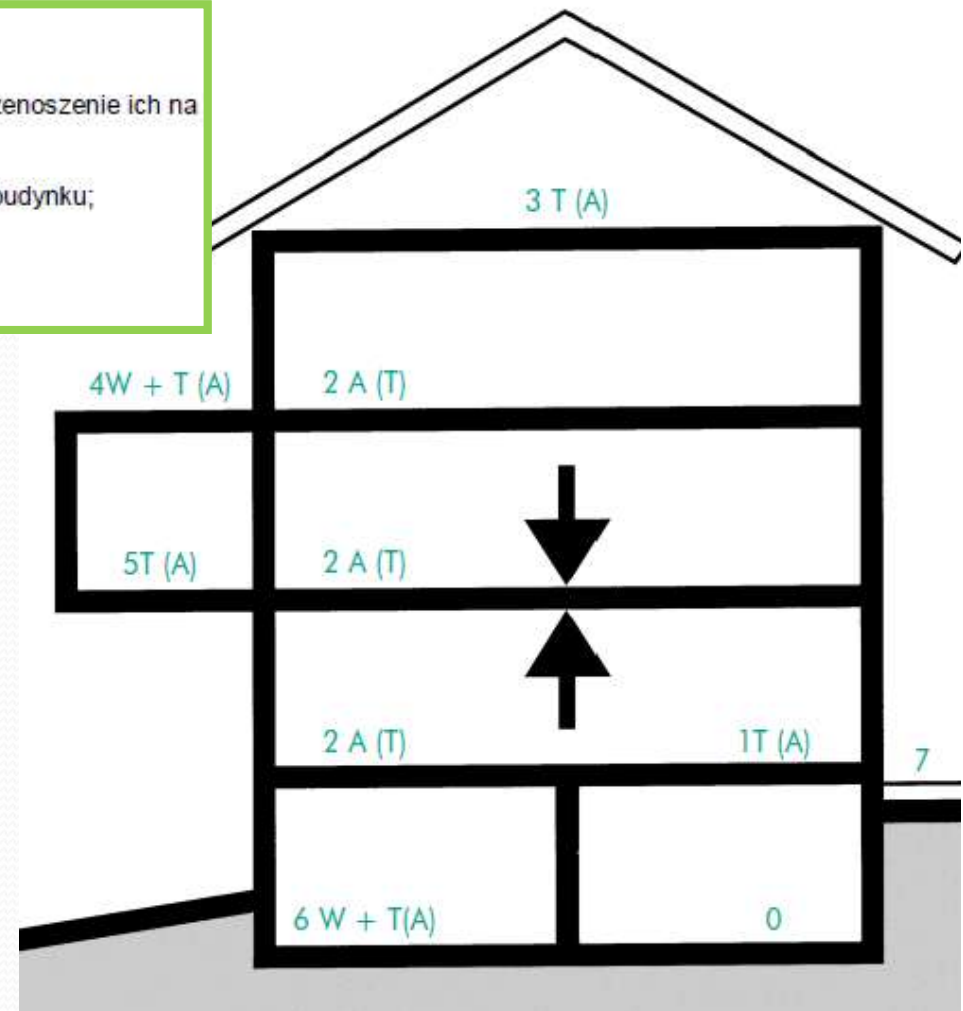 zenoszenie ich na
budynku;
3 T (A)
4W + T (A)
2 A (T)
5T (A)
2 A (T)
2 A (T)
1T (A)
7
6 W + T(A)
0